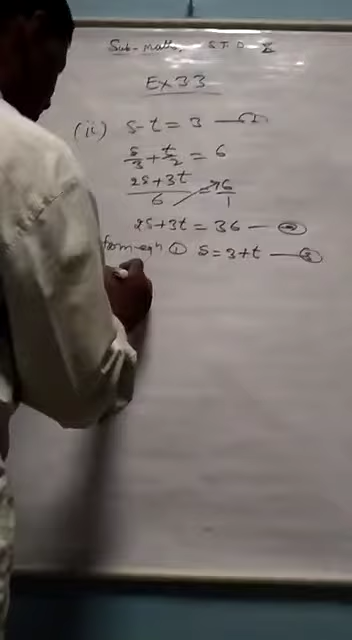 Sub-math, STD-X
Ex 3.3
(ii) s-t = 3 — ①
s/3 + t/2 = 6
2s+3t/6 = 6/1
2s+3t = 36 — ②
from eqn ① s = 3+t — ③